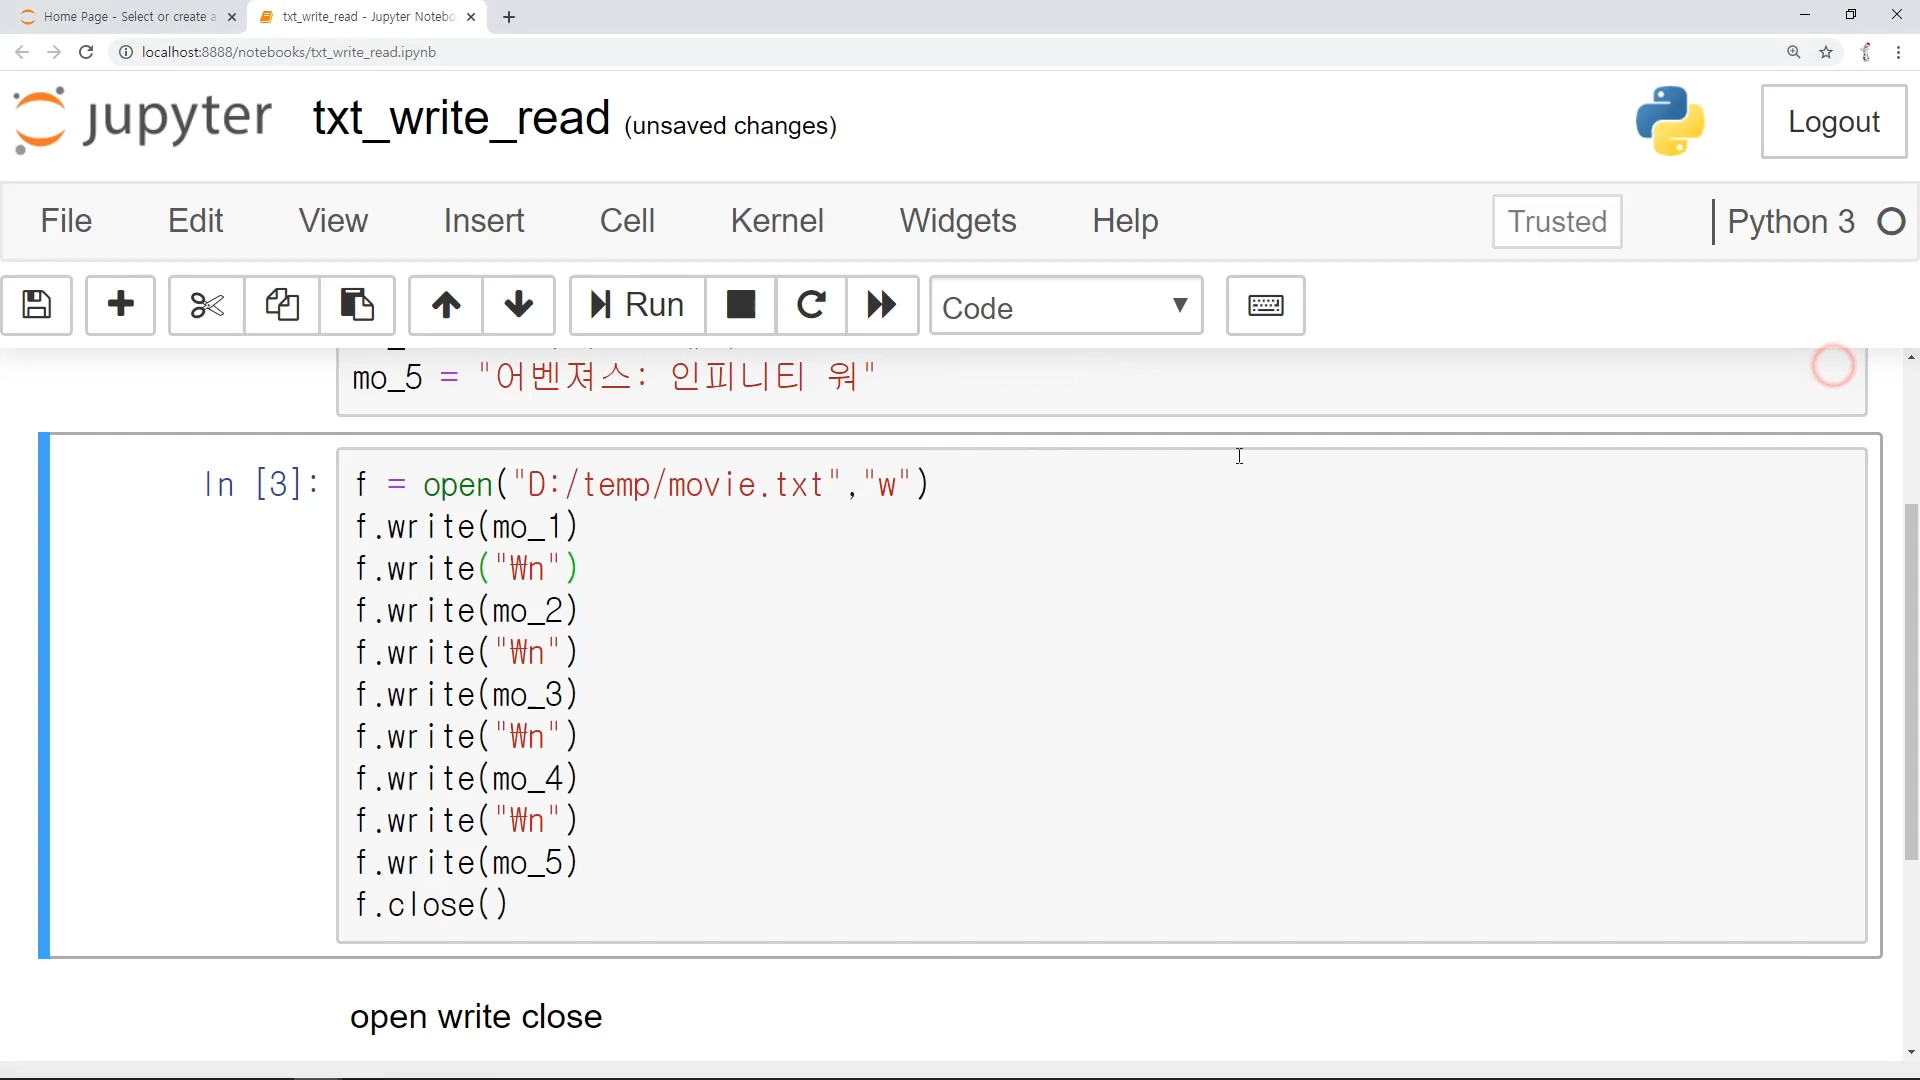 Home Page - Select or create a
txt_write_read - Jupyter Notebo
localhost:8888/notebooks/txt_write_read.ipynb
jupyter
txt_write_read (unsaved changes)
Logout
File Edit View Insert Cell Kernel Widgets Help Trusted Python 3
Run Code
mo_5 = "어벤져스: 인피니티 워"
In [3]:
f = open("D:/temp/movie.txt","w")
f.write(mo_1)
f.write("₩n")
f.write(mo_2)
f.write("₩n")
f.write(mo_3)
f.write("₩n")
f.write(mo_4)
f.write("₩n")
f.write(mo_5)
f.close()
open write close